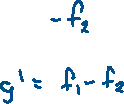 -f₂
g' = f₁ - f₂